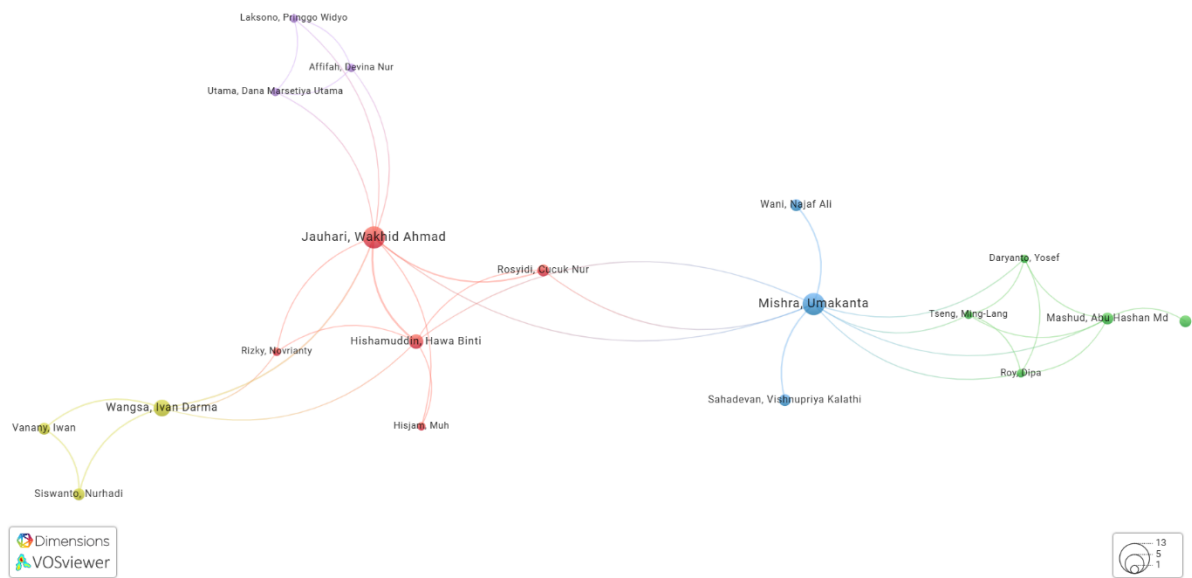 Laksono, Pringgo Widyo
Affifah, Devina Nur
Utama, Dana Marsetiya Utama
Wani, Najaf Ali
Jauhari, Wakhid Ahmad
Daryanto, Yosef
Rosyidi, Cucuk Nur
Mishra, Umakanta
Tseng, Ming-Lang
Mashud, Abu Hashan Md
Hishamuddin, Hawa Binti
Rizky, Novrianty
Roy, Dipa
Sahadevan, Vishnupriya Kalathi
Wangsa, Ivan Darma
Hisjam, Muh
Vanany, Iwan
Siswanto, Nurhadi
Dimensions
VOSviewer
13
5
1